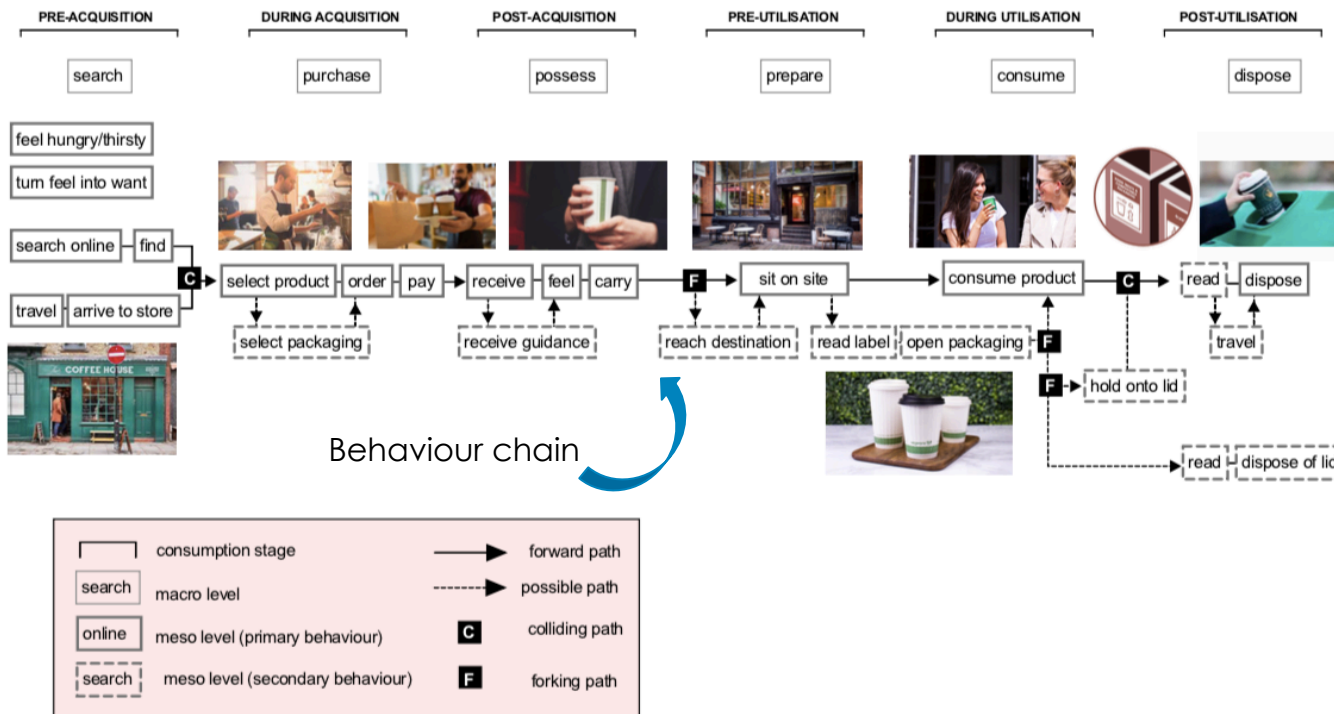 PRE-ACQUISITION
DURING ACQUISITION
POST-ACQUISITION
PRE-UTILISATION
DURING UTILISATION
POST-UTILISATION
search
purchase
possess
prepare
consume
dispose
feel hungry/thirsty
turn feel into want
search online
find
C
travel
arrive to store
COFFEE HOUSE
select product
order
pay
select packaging
receive
feel
carry
receive guidance
F
sit on site
reach destination
read label
open packaging
consume product
F
F
hold onto lid
C
read
dispose
travel
read
dispose of lid
Behaviour chain
consumption stage
search
macro level
online
meso level (primary behaviour)
search
meso level (secondary behaviour)
forward path
possible path
C
colliding path
F
forking path